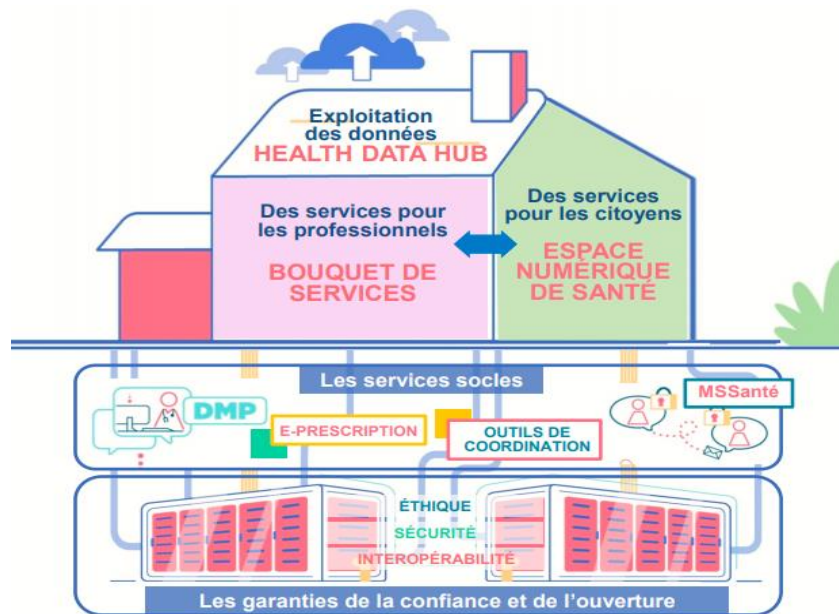 Exploitation
des données
HEALTH DATA HUB
Des services pour
les professionnels
BOUQUET DE
SERVICES
Des services
pour les citoyens
ESPACE
NUMÉRIQUE
DE SANTÉ
Les services socles
DMP
E-PRESCRIPTION
OUTILS DE
COORDINATION
MSSanté
ÉTHIQUE
SÉCURITÉ
INTEROPÉRABILITÉ
Les garanties de la confiance et de l'ouverture